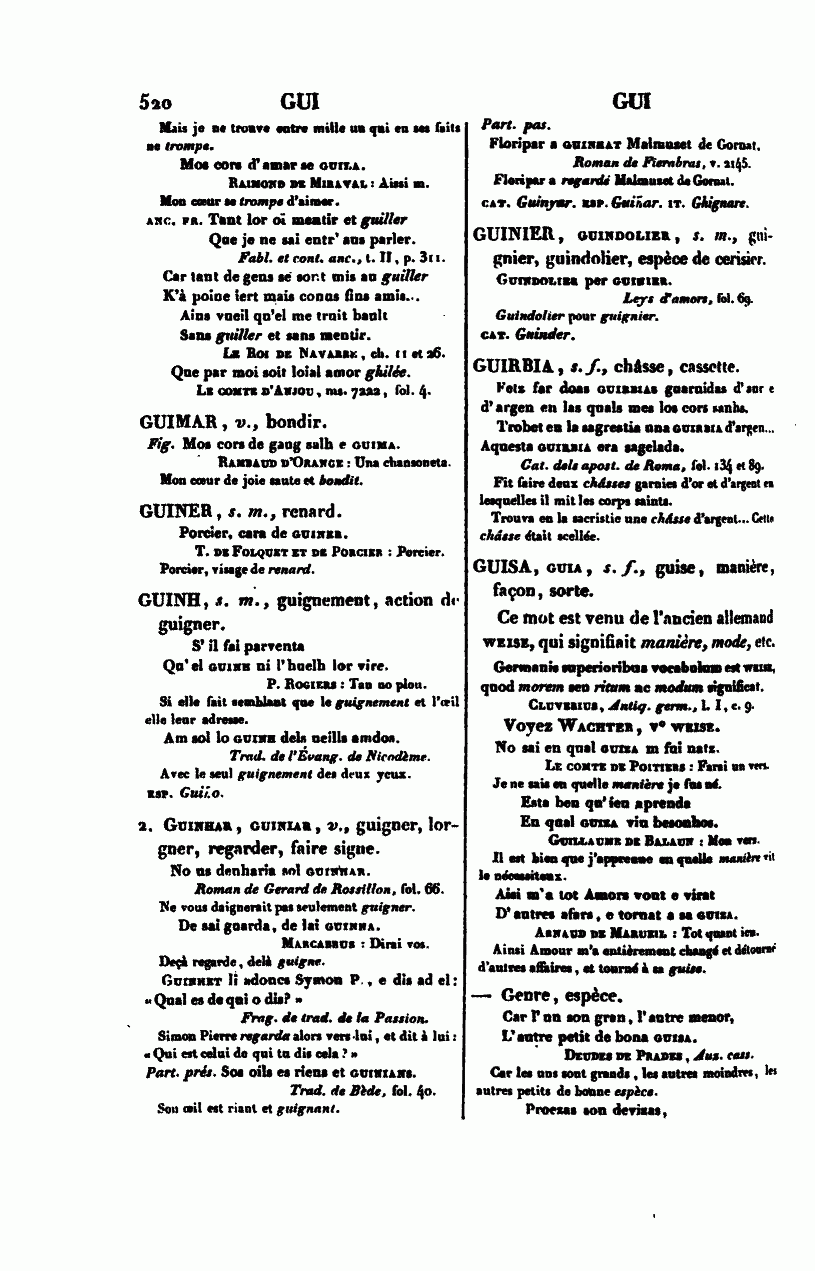 520 GUI
Mais je ne trouve entre mille un qui en ses faits
ne trompe.
Mos cors d'amar se GUILA.
RAIMOND DE MIRAVAL : Aissi m.
Mon cœur se trompe d'aimer.
ANC. FR. Tant lor oï mentir et guiller
Que je ne sai entr' aus parler.
Fabl. et cont. anc., t. II, p. 311.
Car tant de gens se sont mis au guiller
K'à poine iert mais conus fins amis...
Ains vueil qu'el me truit bault
Sans guiller et sans mentir.
LE ROI DE NAVARRE, ch. 11 et 26.
Que par moi soit loial amor ghilée.
LE COMTE D'ANJOU, ms. 7222, fol. 4.
GUIMAR, v., bondir.
Fig. Mos cors de gaug salh e GUIMA.
RAMBAUD D'ORANGE : Una chansoneta.
Mon cœur de joie saute et bondit.
GUINER, s. m., renard.
Porcier, cara de GUINER.
T. DE FOLQUET ET DE PORCIER : Porcier.
Porcier, visage de renard.
GUINH, s. m., guignement, action de
guigner.
S' il fai parventa
Qu' el GUINH ni l' huelh lor vire.
P. ROGIERS : Tan no plou.
Si elle fait semblant que le guignement et l'œil
elle leur adresse.
Am sol lo GUINH dels oeills amdos.
Trad. de l'Évang. de Nicodème.
Avec le seul guignement des deux yeux.
ESP. Guiño.
2. GUINHAR, GUINIAR, v., guigner, lor-
gner, regarder, faire signe.
No us denharia sol GUINHAR.
Roman de Gerard de Rossillon, fol. 66.
Ne vous daignerait pas seulement guigner.
De sai guarda, de lai GUINHA.
MARCABRUS : Dirai vos.
Deçà regarde, delà guigne.
GUINHET li adoncs Symon P., e dis ad el :
« Qual es de qui o dis? »
Frag. de trad. de la Passion.
Simon Pierre regarda alors vers lui, et dit à lui :
« Qui est celui de qui tu dis cela? »
Part. prés. Sos oils es riens et GUINIANS.
Trad. de Bède, fol. 40.
Son œil est riant et guignant.
GUI
Part. pas.
Floripar a GUINHAT Malmuset de Gornat.
Roman de Fierabras, v. 2145.
Floripar a regardé Malmuset de Gornat.
CAT. Guinyar. ESP. Guiñar. IT. Ghignare.
GUINIER, GUINDOLIER, s. m., gui-
gnier, guindolier, espèce de cerisier.
GUINDOLIER per GUINIER.
Leys d'amors, fol. 69.
Guindolier pour guignier.
CAT. Guinder.
GUIRBIA, s. f., châsse, cassette.
Fetz far doas GUIRBIAS guarnidas d'aur e
d'argen en las quals mes los cors sanhs.
Trobet en la sagrestia una GUIRBIA d'argen...
Aquesta GUIRBIA era sagelada.
Cat. dels apost. de Roma, fol. 134 et 89.
Fit faire deux châsses garnies d'or et d'argent en
lesquelles il mit les corps saints.
Trouva en la sacristie une châsse d'argent... Cette
châsse était scellée.
GUISA, GUIA, s. f., guise, manière,
façon, sorte.
Ce mot est venu de l'ancien allemand
WEISE, qui signifiait manière, mode, etc.
Germanis superioribus vocabulum est WEISE,
quod morem seu ritum ac modum significat.
CLUVERIUS, Antiq. germ., l. I, c. 9.
Voyez WACHTER, v° WEISE.
No sai en qual GUIZA m fui natz.
LE COMTE DE POITIERS : Farai un vers.
Je ne sais en quelle manière je fus né.
Esta ben qu' ieu aprenda
En qual GUIZA viu besonhos.
GUILLAUME DE BALAUN : Mon vers.
Il est bien que j'apprenne en quelle manière vit
le nécessiteux.
Aisi m'a tot Amors vout e virat
D' autres afars, e tornat a sa GUIZA.
ARNAUD DE MARUEIL : Tot quant ieu.
Ainsi Amour m'a entièrement changé et détourné
d'autres affaires, et tourné à sa guise.
— Genre, espèce.
Car l' un son gran, l' autre menor,
L' autre petit de bona GUISA.
DEUDES DE PRADES, Aus. cass.
Car les uns sont grands, les autres moindres, les
autres petits de bonne espèce.
Proezas son devizas,